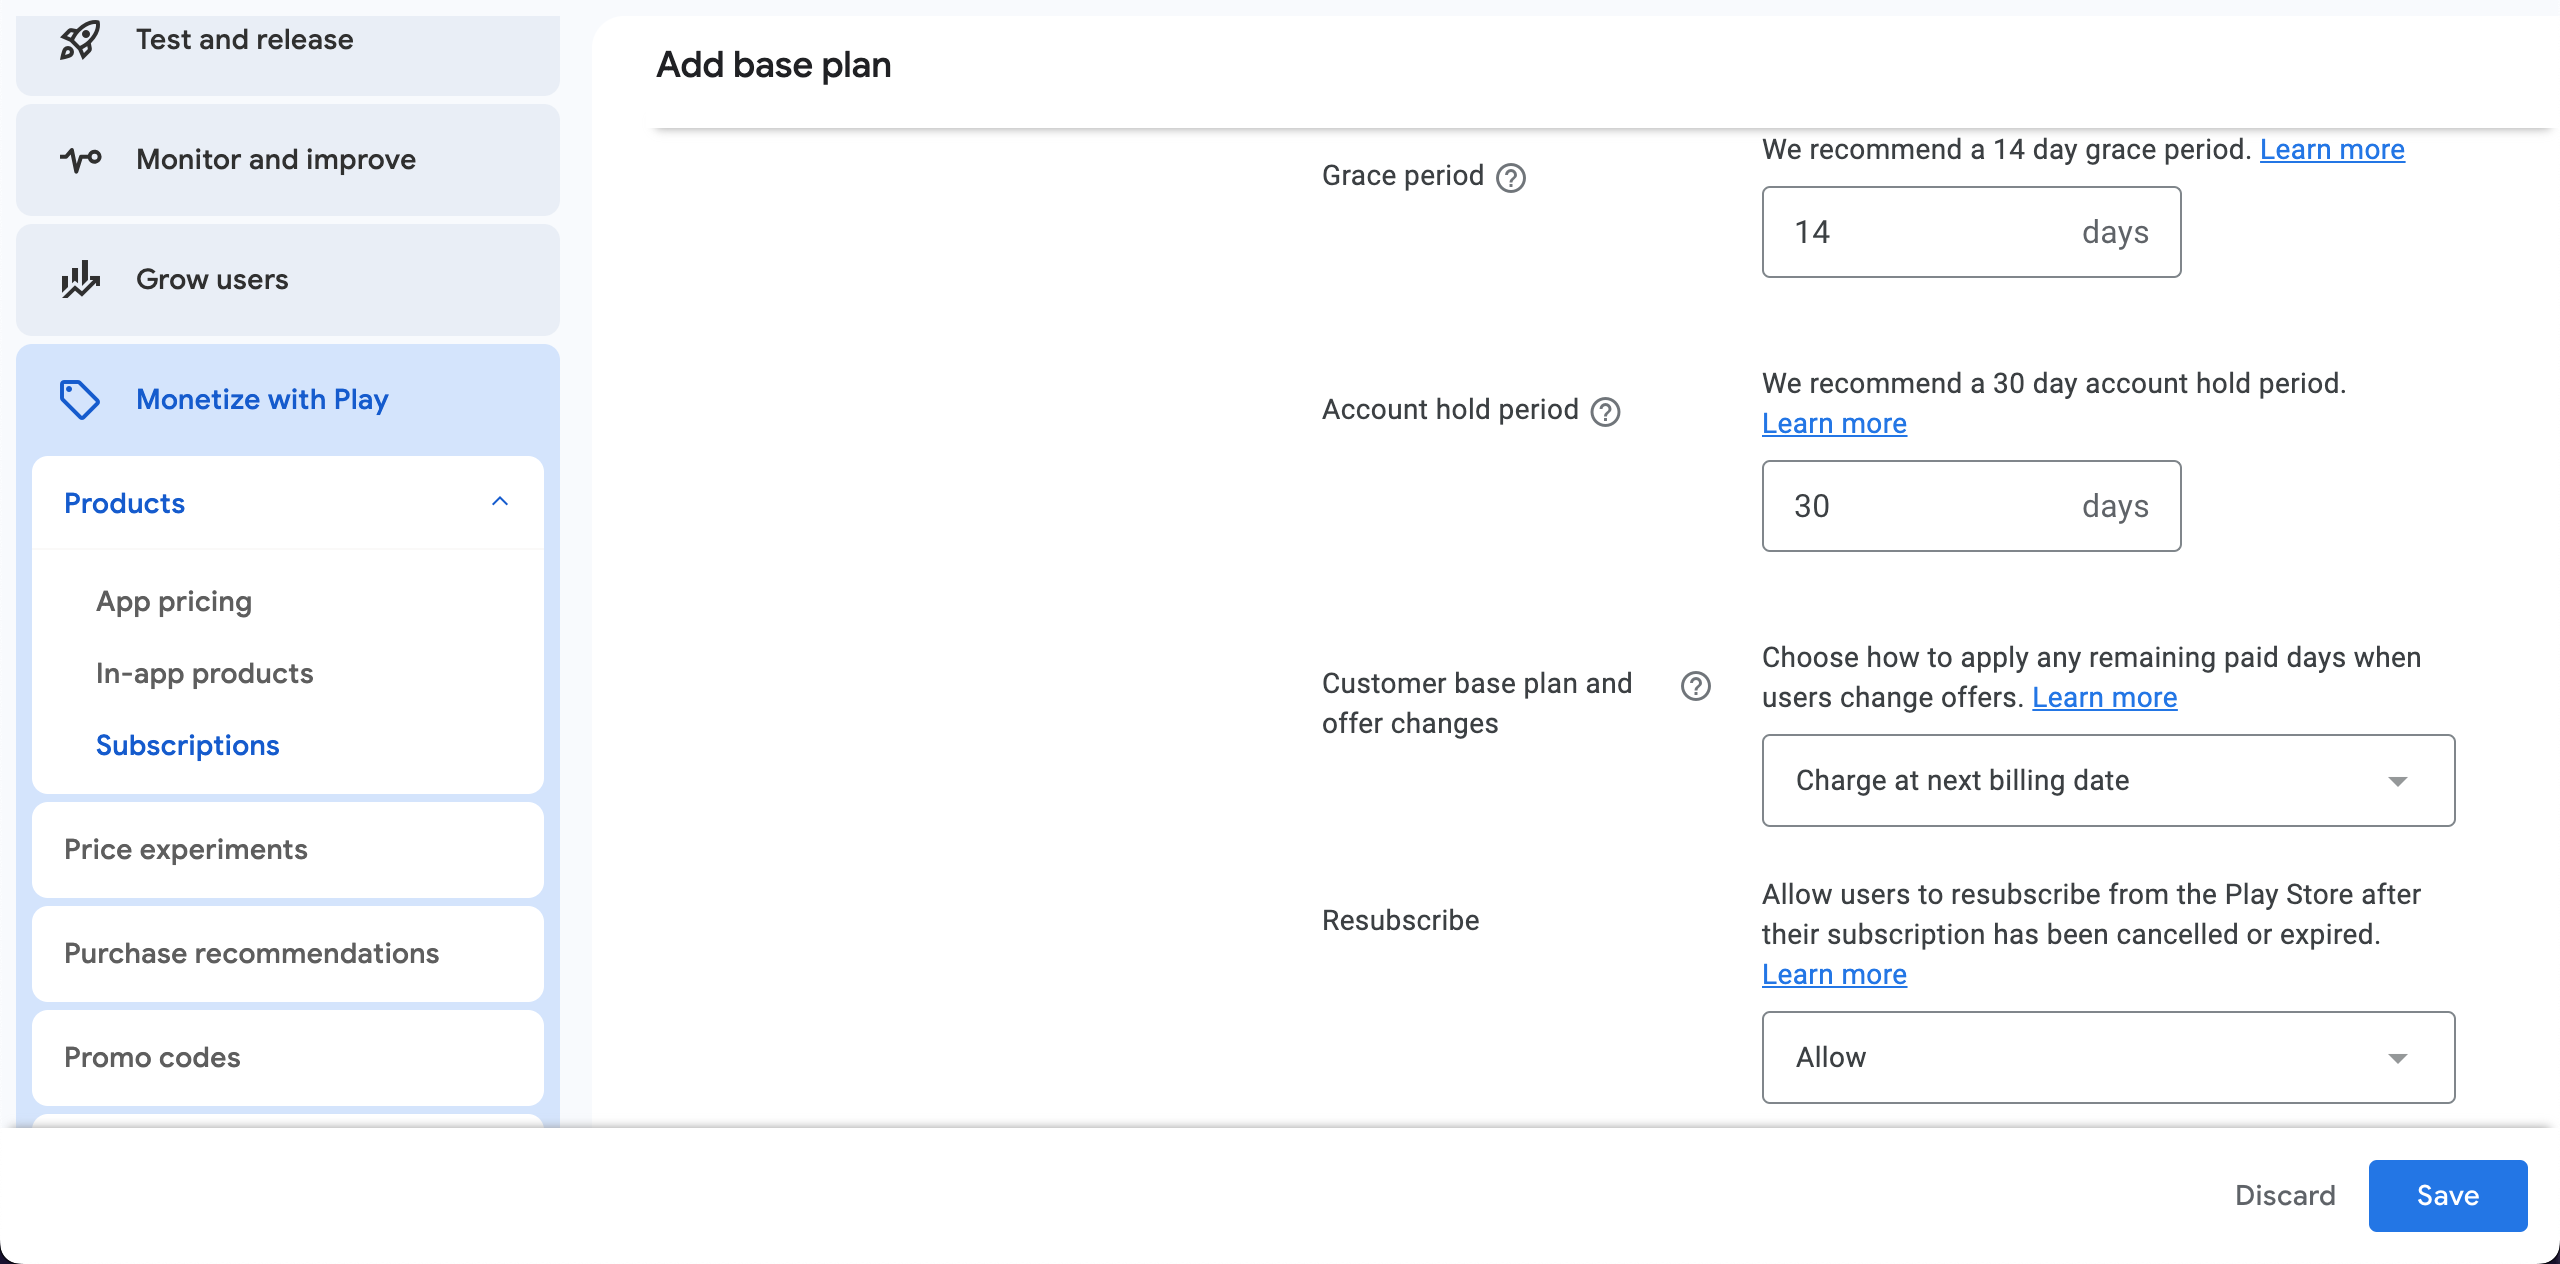 Test and release
Monitor and improve
Grow users
Monetize with Play
Products
App pricing
In-app products
Subscriptions
Price experiments
Purchase recommendations
Promo codes
Add base plan
Grace period
We recommend a 14 day grace period. Learn more
14 days
Account hold period
We recommend a 30 day account hold period.
Learn more
30 days
Customer base plan and
offer changes
Choose how to apply any remaining paid days when
users change offers. Learn more
Charge at next billing date
Resubscribe
Allow users to resubscribe from the Play Store after
their subscription has been cancelled or expired.
Learn more
Allow
Discard
Save